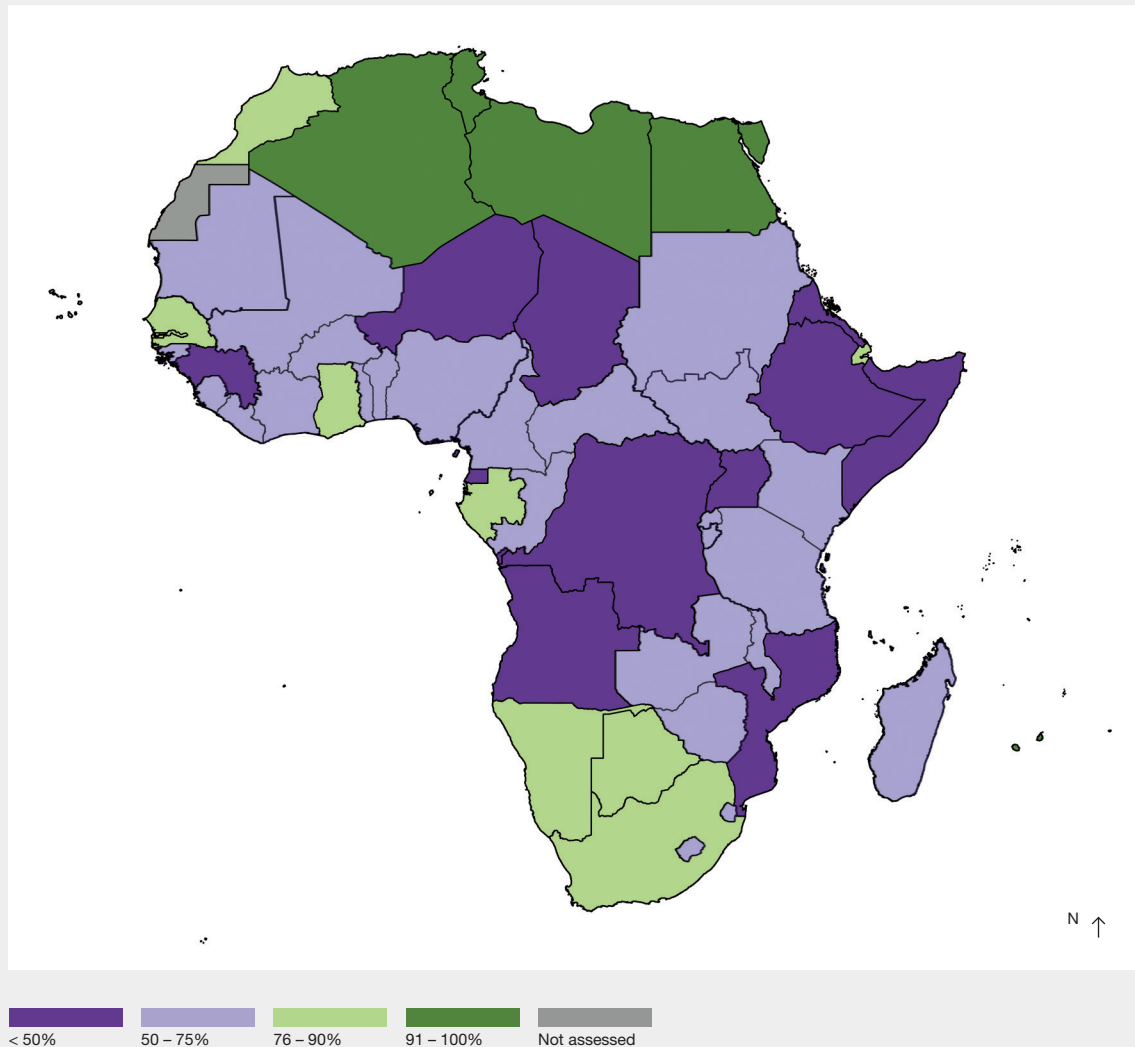 N
< 50%
50 – 75%
76 – 90%
91 – 100%
Not assessed